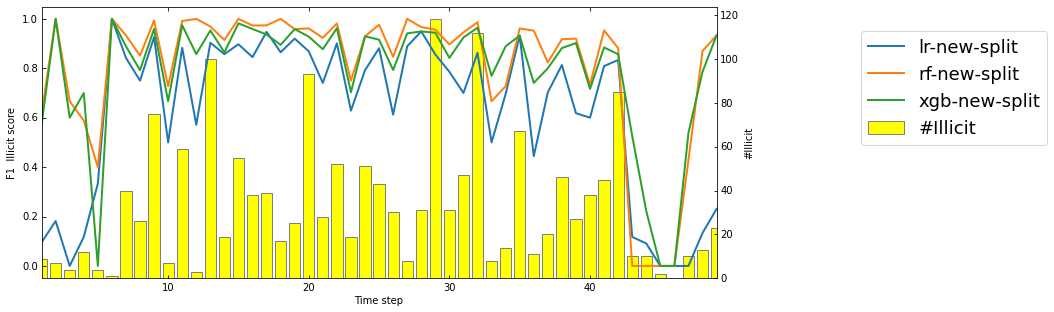 1.0
0.8
0.6
0.4
0.2
0.0
F1  Illicit score
10
20
30
40
Time step
120
100
80
60
40
20
0
#Illicit
lr-new-split
rf-new-split
xgb-new-split
#Illicit